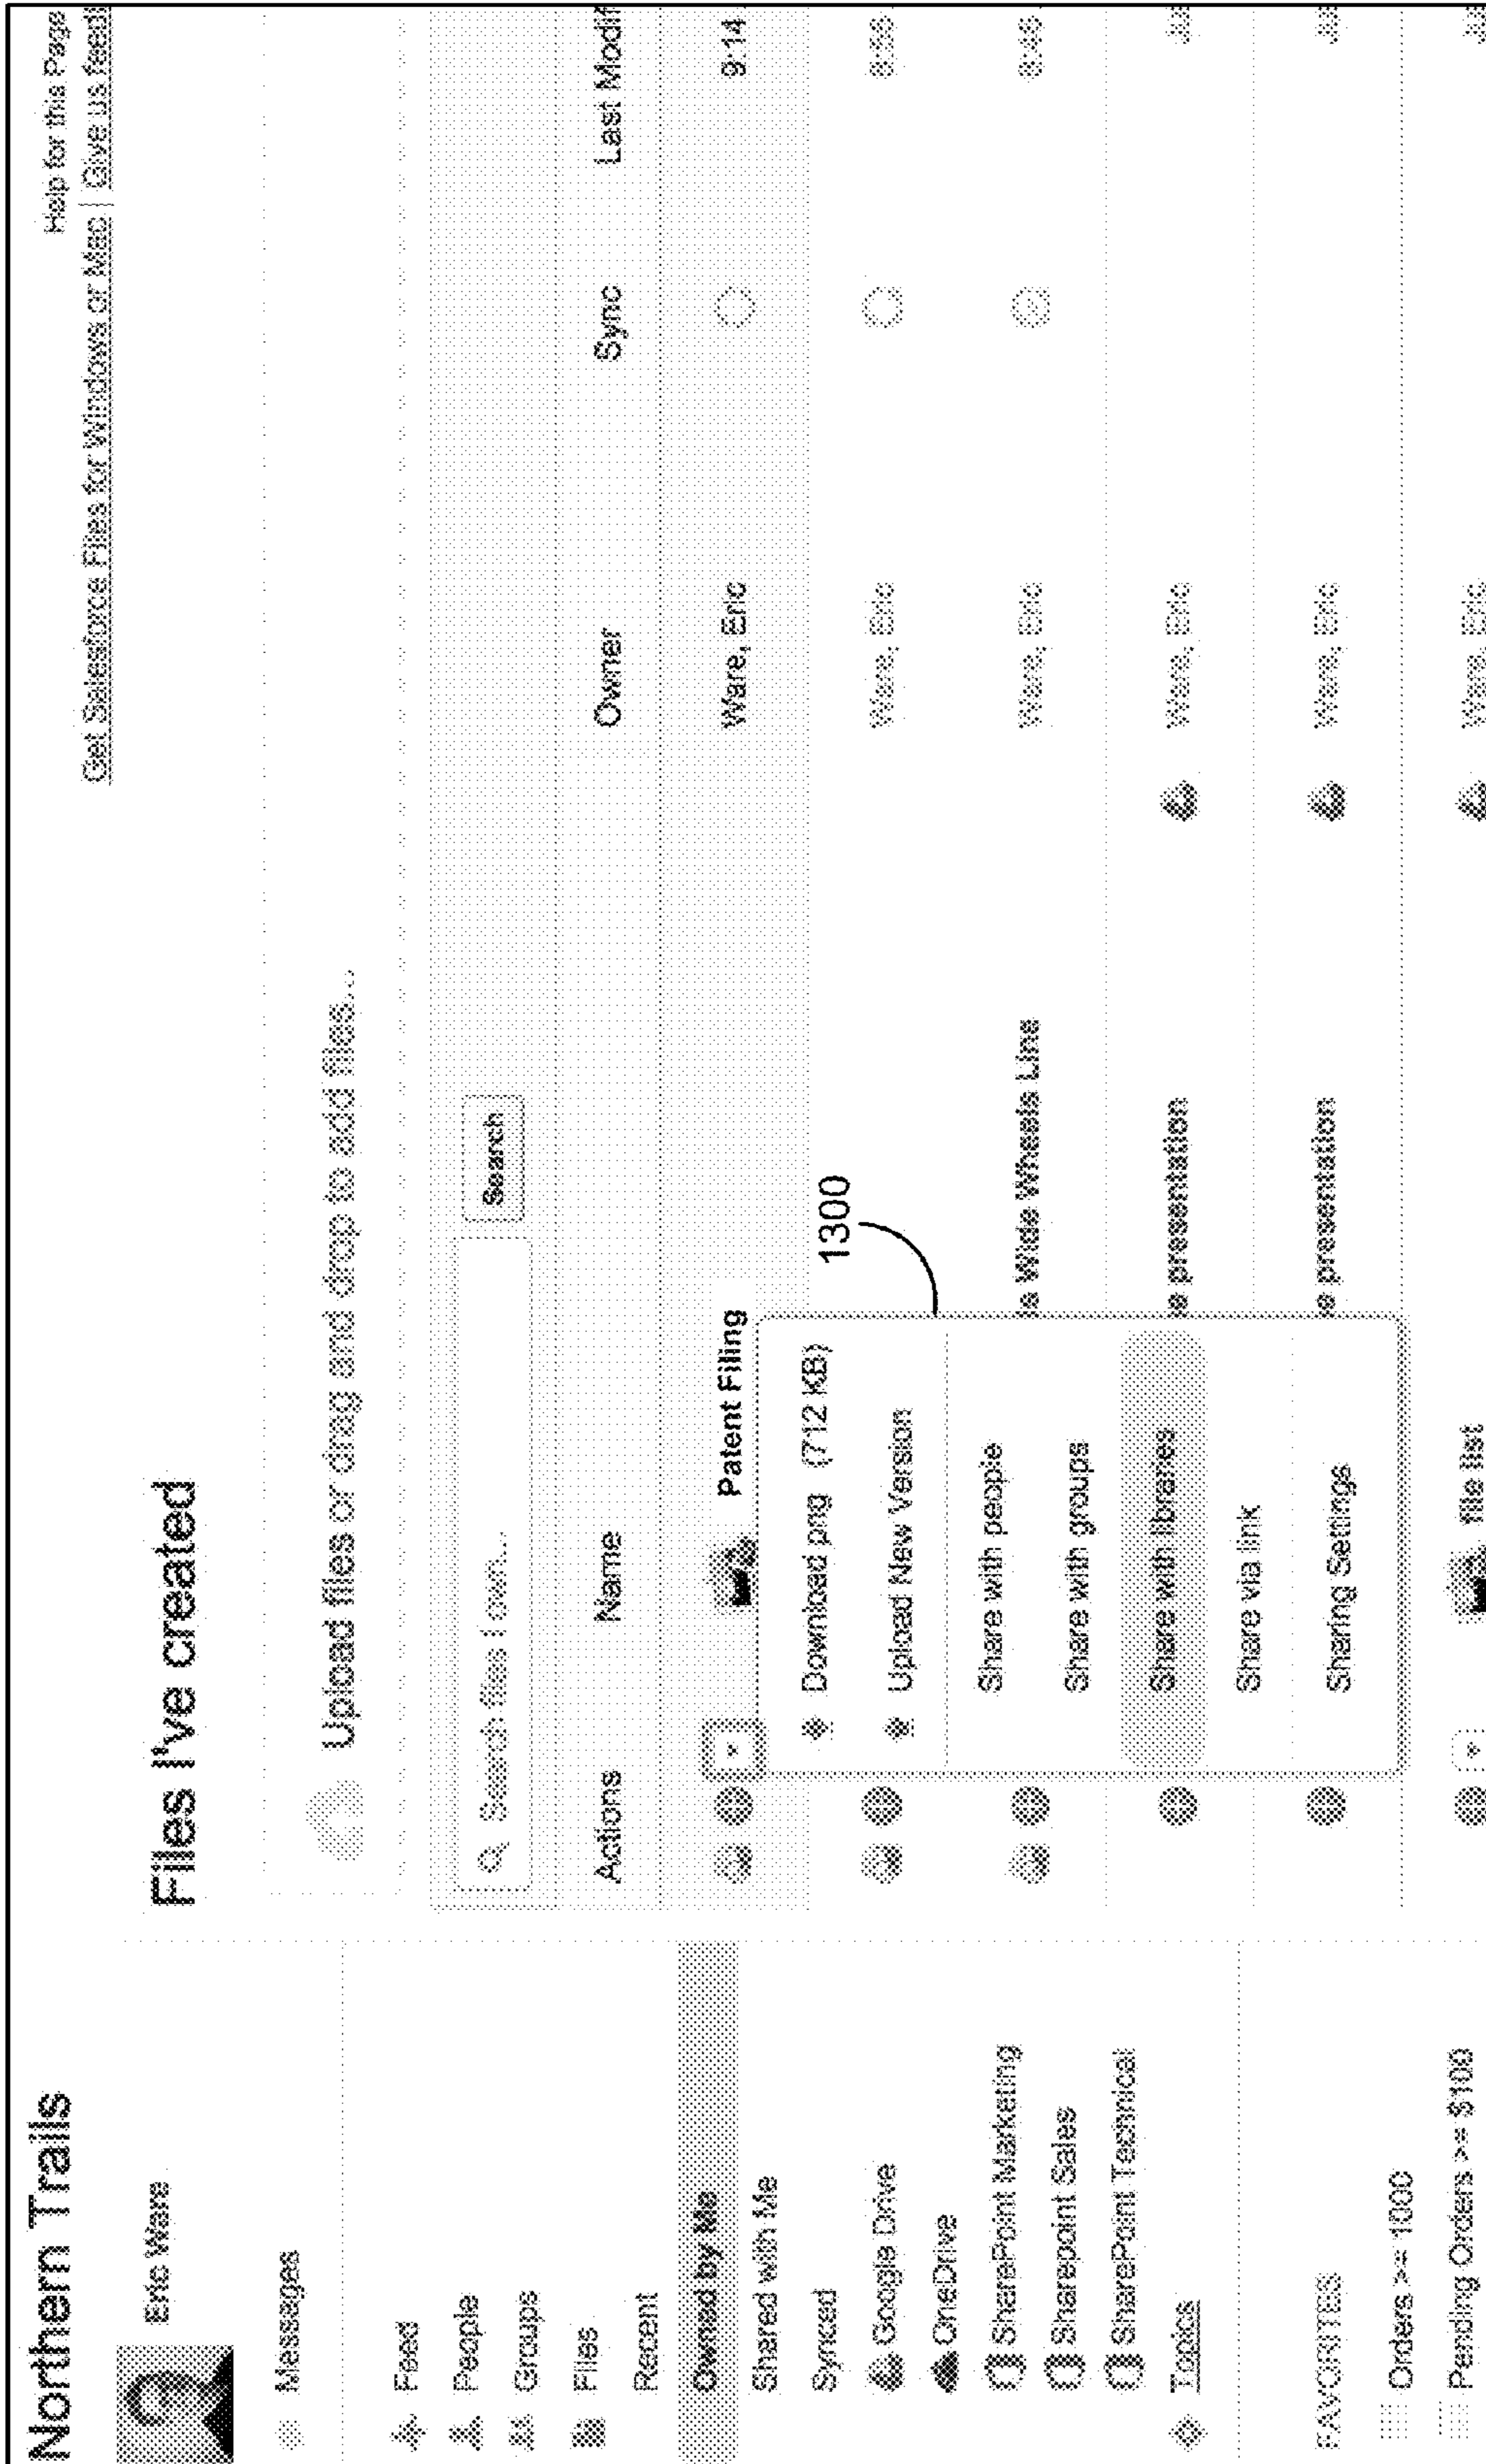 Northern Trails
Help for this Page
Get Salesforce Files for Windows or Mac | Give us feedb
Eric Ware
Messages
Feed
People
Groups
Files
Recent
Owned by Me
Shared with Me
Synced
Google Drive
OneDrive
SharePoint Marketing
Sharepoint Sales
SharePoint Technical
Topics
FAVORITES
Orders >= 1000
Pending Orders >= $100
Files I've created
Upload files or drag and drop to add files...
Search files I own...
Search
Actions Name Owner Sync Last Modif
Patent Filing Ware, Eric 9:14
Ware, Eric
s Wide Wheels Line Ware, Eric
e presentation Ware, Eric
e presentation Ware, Eric
file list Ware, Eric
1300
Download png (712 KB)
Upload New Version
Share with people
Share with groups
Share with libraries
Share via link
Sharing Settings